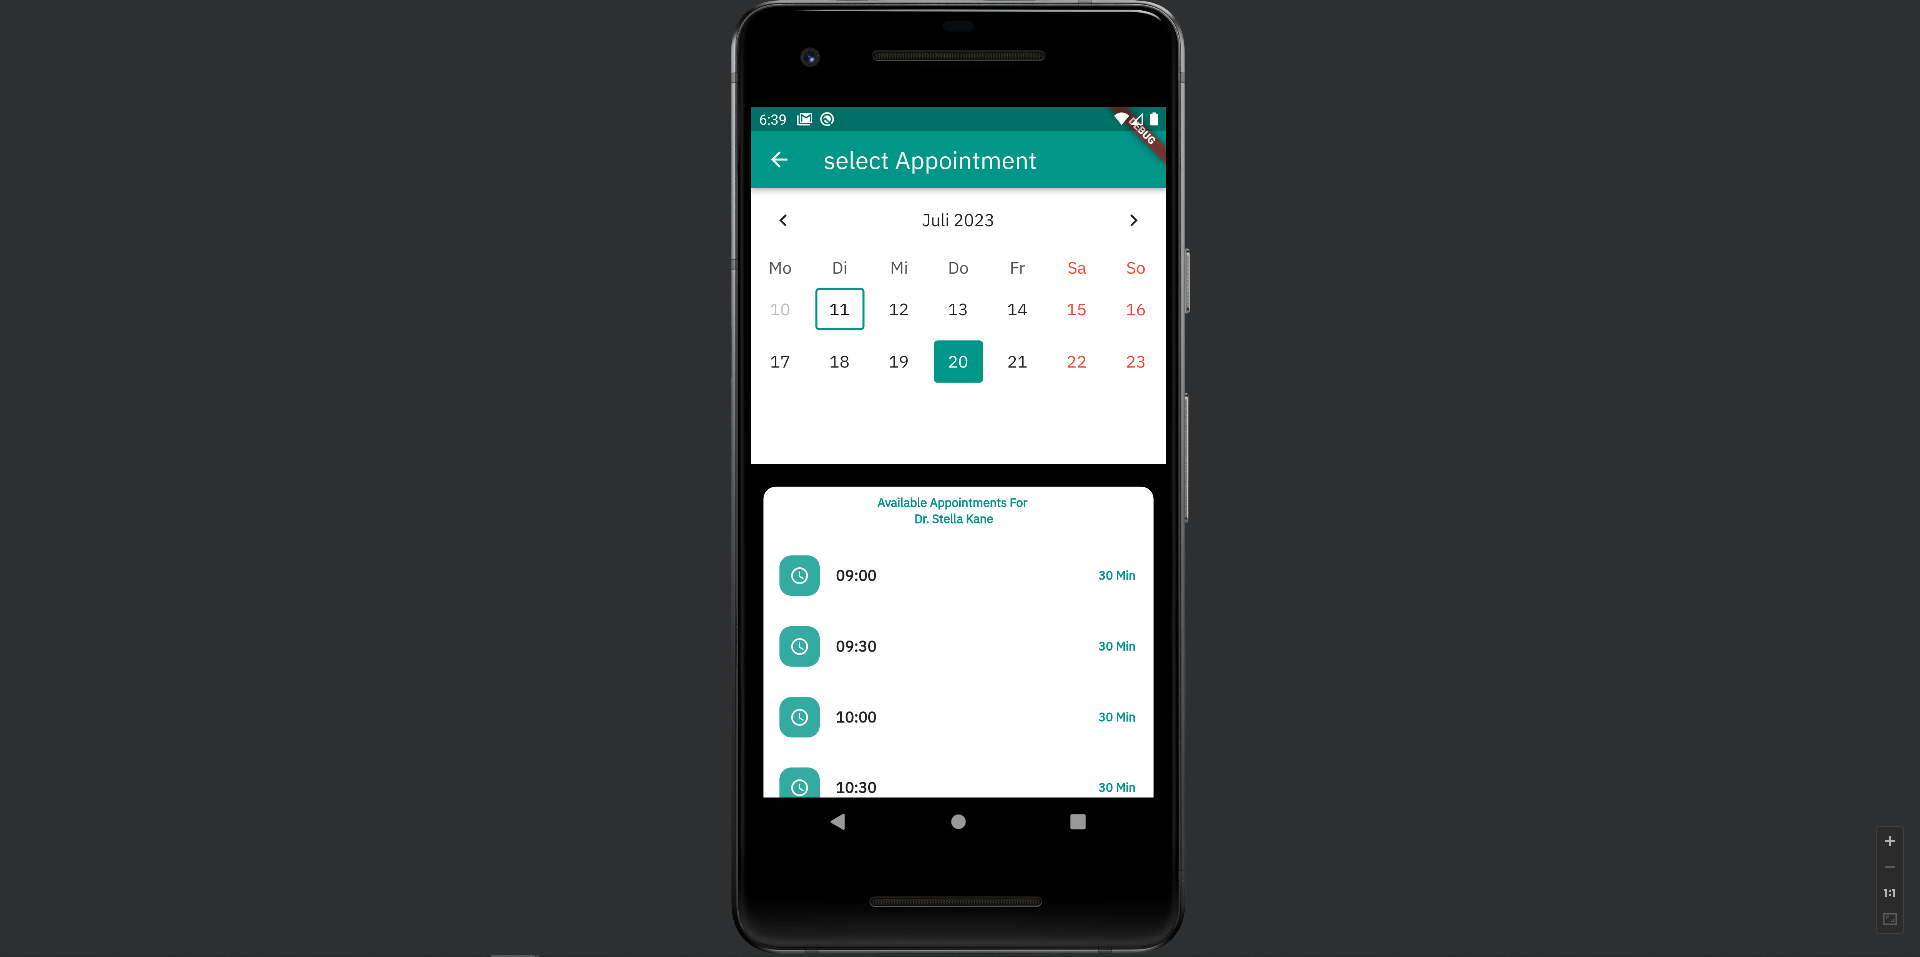 6:39
DEBUG
select Appointment
Juli 2023
Mo Di Mi Do Fr Sa So
10 11 12 13 14 15 16
17 18 19 20 21 22 23
Available Appointments For
Dr. Stella Kane
09:00 30 Min
09:30 30 Min
10:00 30 Min
10:30 30 Min
1:1